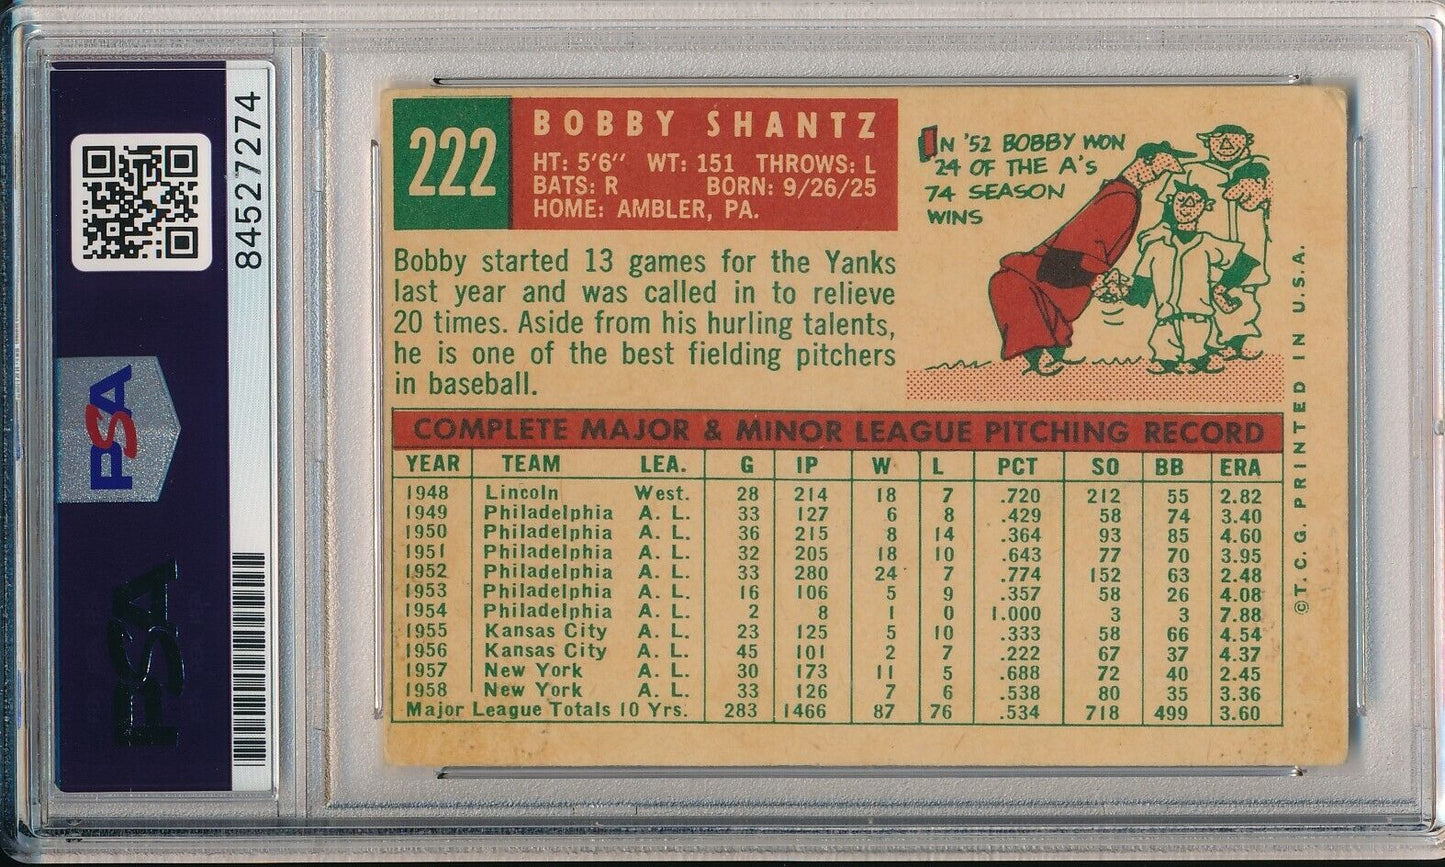 84527274
PSA
PSA
222
BOBBY SHANTZ
HT: 5'6" WT: 151 THROWS: L
BATS: R BORN: 9/26/25
HOME: AMBLER, PA.
IN '52 BOBBY WON
24 OF THE A'S
74 SEASON
WINS
Bobby started 13 games for the Yanks
last year and was called in to relieve
20 times. Aside from his hurling talents,
he is one of the best fielding pitchers
in baseball.
COMPLETE MAJOR & MINOR LEAGUE PITCHING RECORD
YEAR TEAM LEA. G IP W L PCT SO BB ERA
1948 Lincoln West. 28 214 18 7 .720 212 55 2.82
1949 Philadelphia A. L. 33 127 6 8 .429 58 74 3.40
1950 Philadelphia A. L. 36 215 8 14 .364 93 85 4.60
1951 Philadelphia A. L. 32 205 18 10 .643 77 70 3.95
1952 Philadelphia A. L. 33 280 24 7 .774 152 63 2.48
1953 Philadelphia A. L. 16 106 5 9 .357 58 26 4.08
1954 Philadelphia A. L. 2 8 1 0 1.000 3 3 7.88
1955 Kansas City A. L. 23 125 5 10 .333 58 66 4.54
1956 Kansas City A. L. 45 101 2 7 .222 67 37 4.37
1957 New York A. L. 30 173 11 5 .688 72 40 2.45
1958 New York A. L. 33 126 7 6 .538 80 35 3.36
Major League Totals 10 Yrs. 283 1466 87 76 .534 718 499 3.60
©T.C.G. PRINTED IN U.S.A.